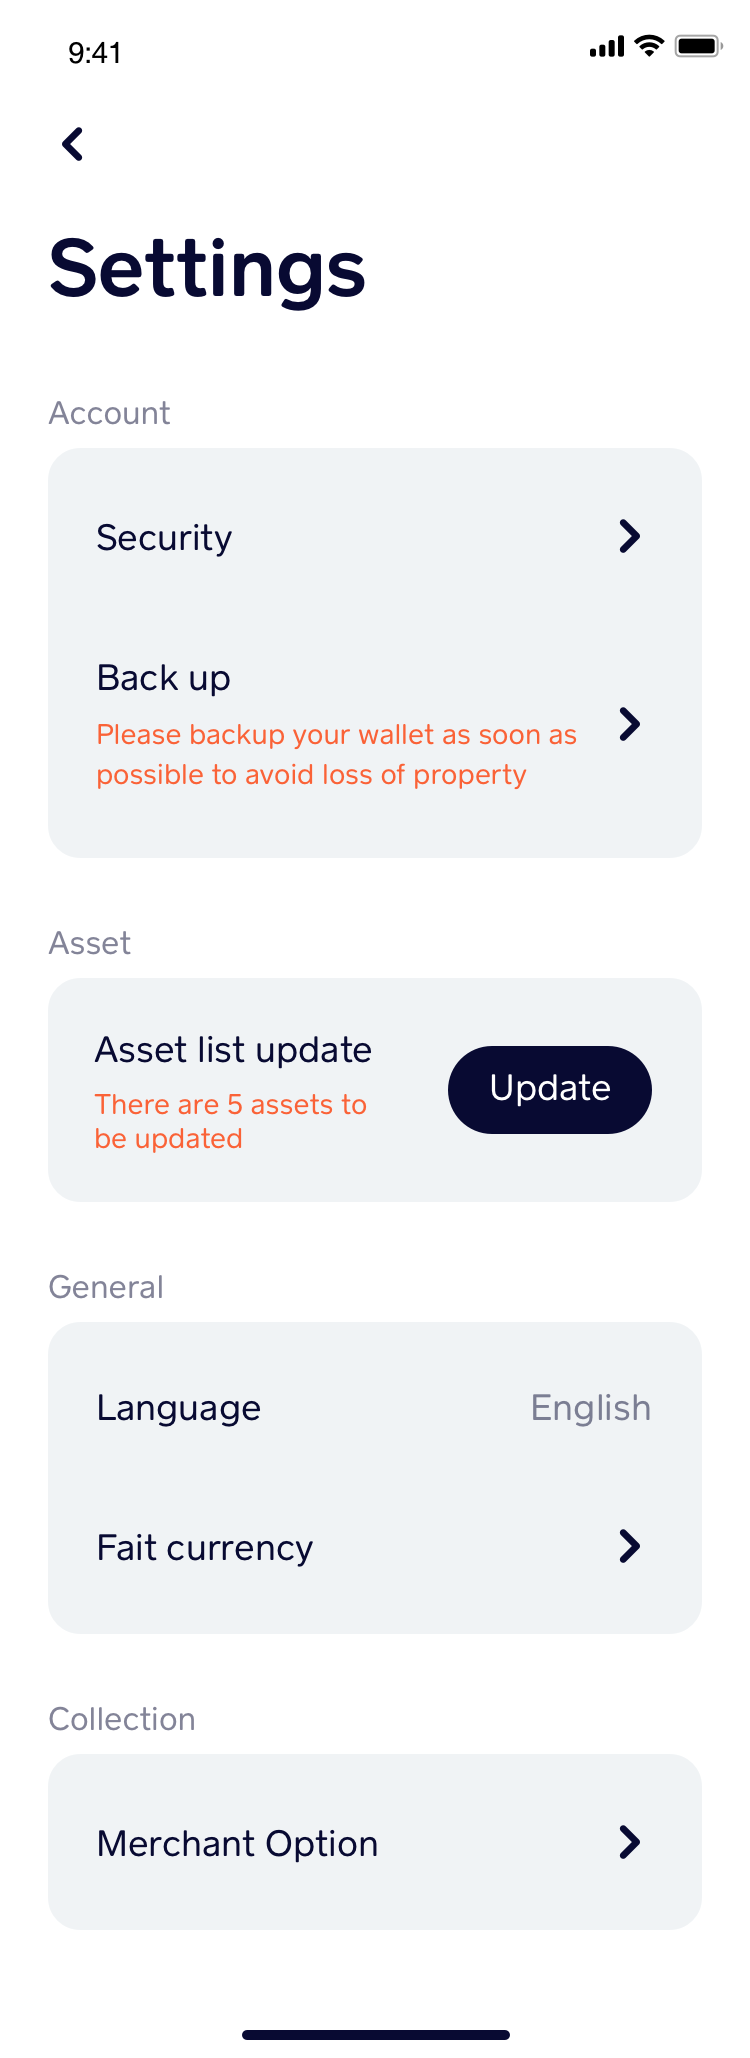 9:41
Settings
Account
Security
Back up
Please backup your wallet as soon as
possible to avoid loss of property
Asset
Asset list update
There are 5 assets to
be updated
Update
General
Language
English
Fait currency
Collection
Merchant Option